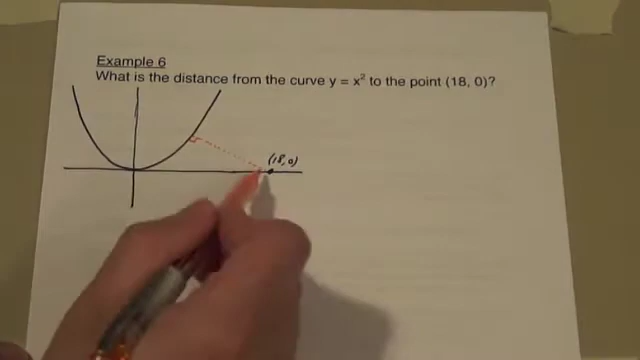 Example 6
What is the distance from the curve y = x² to the point (18, 0)?
(18, 0)